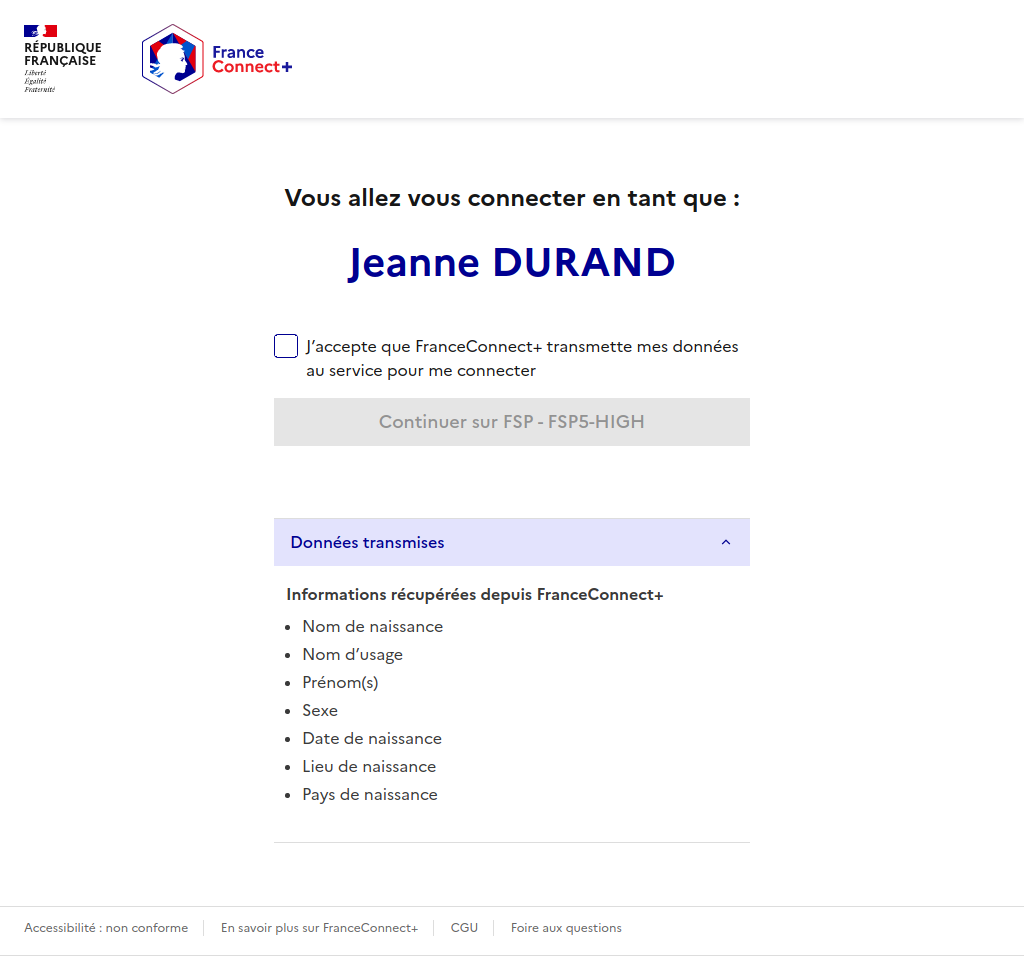 RÉPUBLIQUE
FRANÇAISE
Liberté
Égalité
Fraternité
France
Connect+
Vous allez vous connecter en tant que :
Jeanne DURAND
J’accepte que FranceConnect+ transmette mes données
au service pour me connecter
Continuer sur FSP - FSP5-HIGH
Données transmises
Informations récupérées depuis FranceConnect+
Nom de naissance
Nom d’usage
Prénom(s)
Sexe
Date de naissance
Lieu de naissance
Pays de naissance
Accessibilité : non conforme
En savoir plus sur FranceConnect+
CGU
Foire aux questions